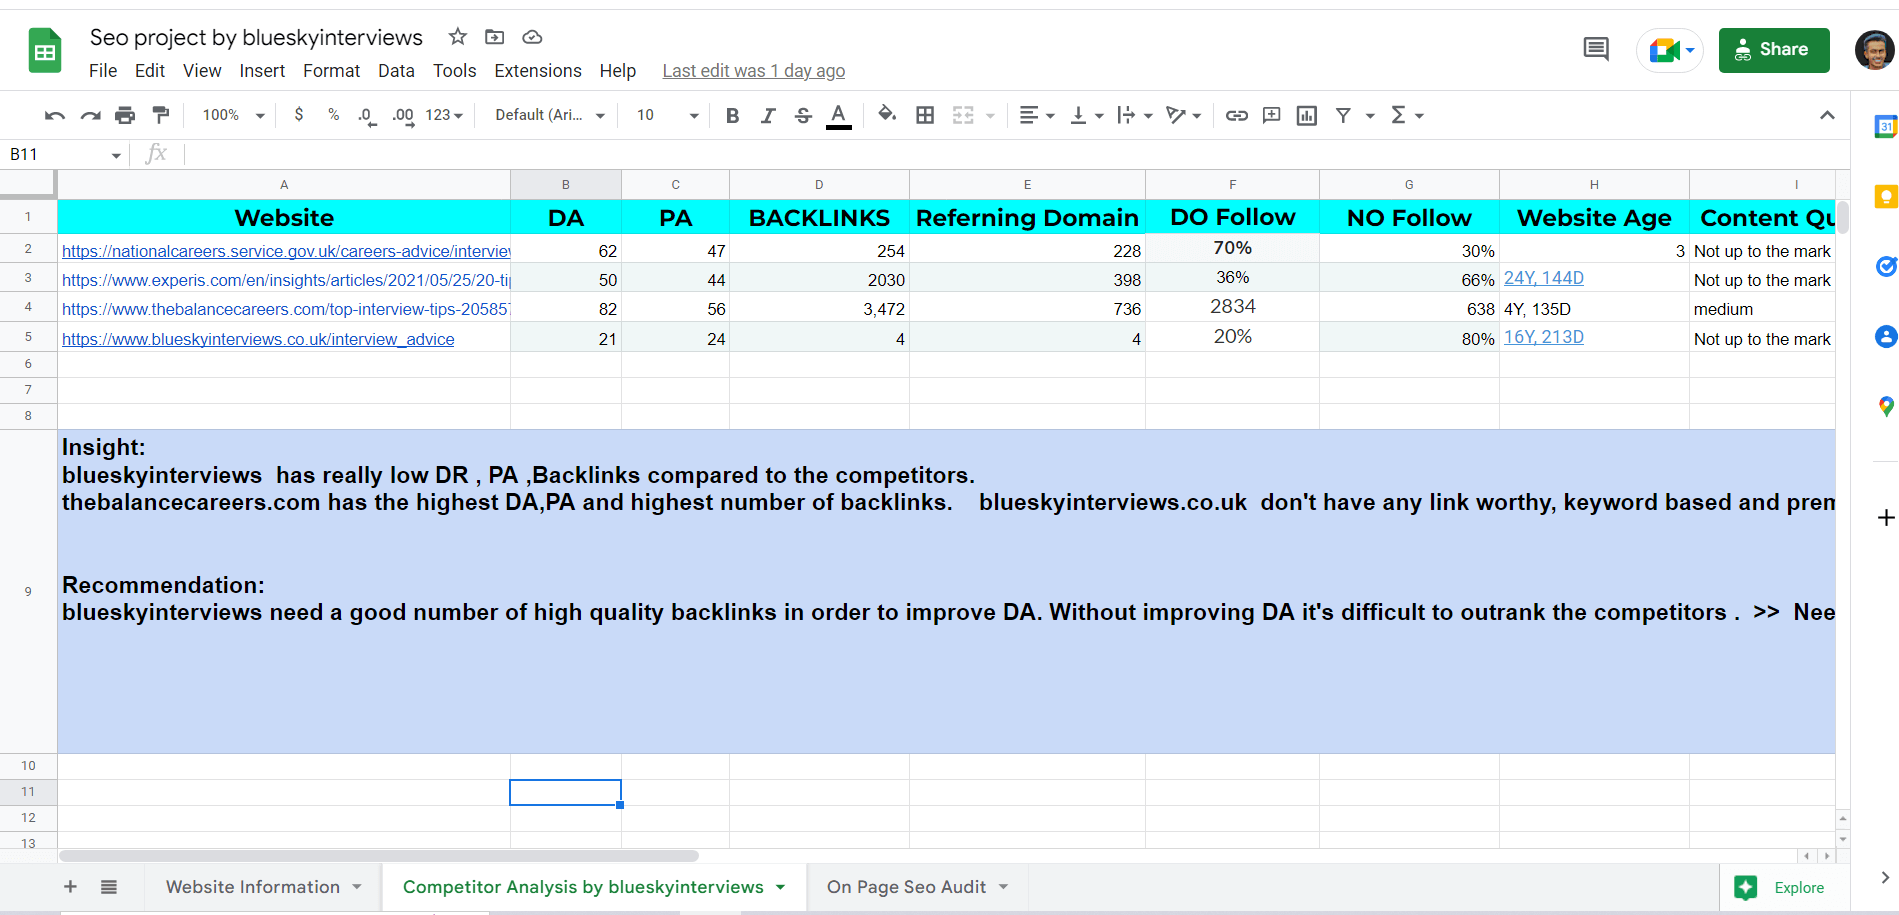 Seo project by blueskyinterviews
File Edit View Insert Format Data Tools Extensions Help Last edit was 1 day ago
Share
100% $ % .0 .00 123 Default (Ari... 10 B I S A
31
B11 fx
A B C D E F G H I
1 Website DA PA BACKLINKS Referning Domain DO Follow NO Follow Website Age Content Qu
2 https://nationalcareers.service.gov.uk/careers-advice/interview 62 47 254 228 70% 30% 3 Not up to the mark
3 https://www.experis.com/en/insights/articles/2021/05/25/20-tip 50 44 2030 398 36% 66% 24Y, 144D Not up to the mark
4 https://www.thebalancecareers.com/top-interview-tips-205857 82 56 3,472 736 2834 638 4Y, 135D medium
5 https://www.blueskyinterviews.co.uk/interview_advice 21 24 4 4 20% 80% 16Y, 213D Not up to the mark
6
7
8
9
Insight:
blueskyinterviews has really low DR , PA ,Backlinks compared to the competitors.
thebalancecareers.com has the highest DA,PA and highest number of backlinks. blueskyinterviews.co.uk don't have any link worthy, keyword based and prem
Recommendation:
blueskyinterviews need a good number of high quality backlinks in order to improve DA. Without improving DA it's difficult to outrank the competitors . >> Nee
10
11
12
13
Website Information Competitor Analysis by blueskyinterviews On Page Seo Audit Explore